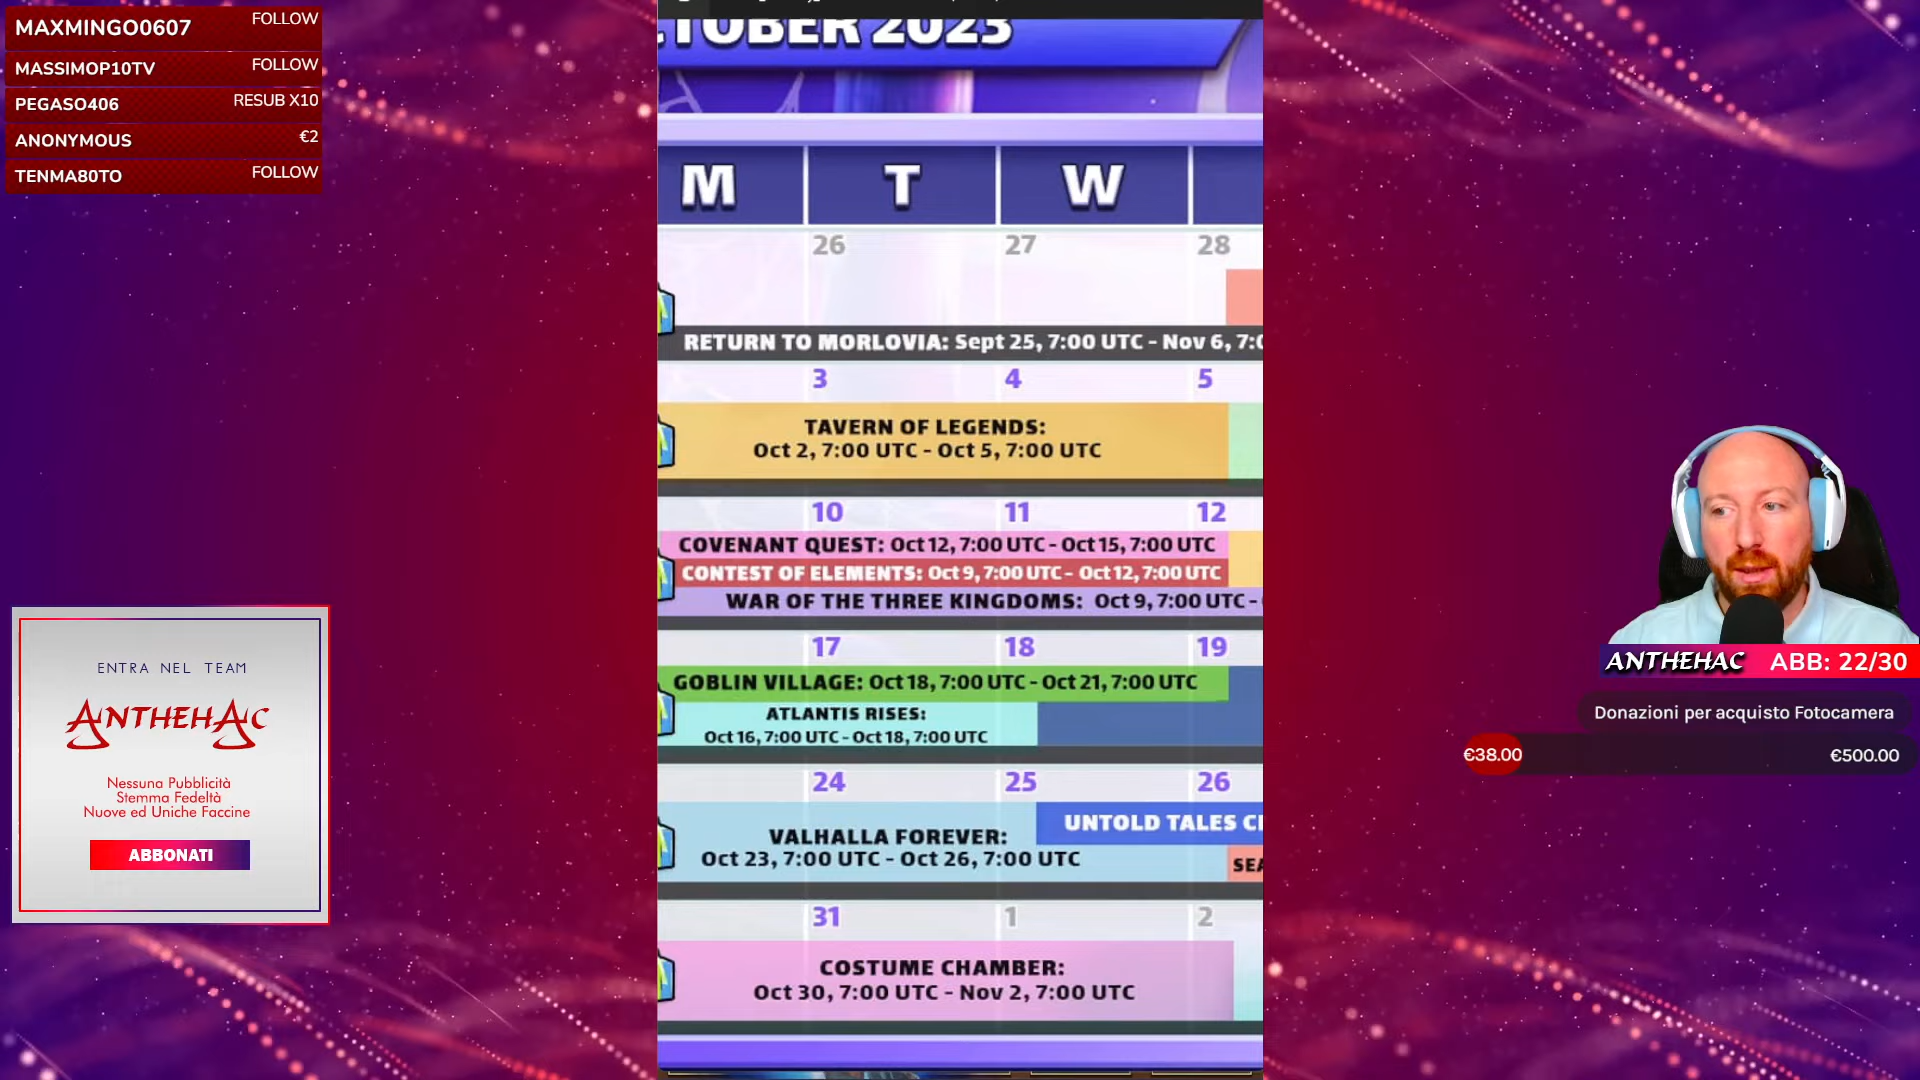 MAXMINGO0607 FOLLOW
MASSIMOP10TV FOLLOW
PEGASO406 RESUB X10
ANONYMOUS €2
TENMA80TO FOLLOW
TOBER 2023
M T W
26 27 28
RETURN TO MORLOVIA: Sept 25, 7:00 UTC - Nov 6, 7:0
3 4 5
TAVERN OF LEGENDS:
Oct 2, 7:00 UTC - Oct 5, 7:00 UTC
10 11 12
COVENANT QUEST: Oct 12, 7:00 UTC - Oct 15, 7:00 UTC
CONTEST OF ELEMENTS: Oct 9, 7:00 UTC - Oct 12, 7:00 UTC
WAR OF THE THREE KINGDOMS: Oct 9, 7:00 UTC -
17 18 19
GOBLIN VILLAGE: Oct 18, 7:00 UTC - Oct 21, 7:00 UTC
ATLANTIS RISES:
Oct 16, 7:00 UTC - Oct 18, 7:00 UTC
24 25 26
UNTOLD TALES
VALHALLA FOREVER:
Oct 23, 7:00 UTC - Oct 26, 7:00 UTC
SEA
31 1 2
COSTUME CHAMBER:
Oct 30, 7:00 UTC - Nov 2, 7:00 UTC
ENTRA NEL TEAM
ANTHEHAC
Nessuna Pubblicità
Stemma Fedeltà
Nuove ed Uniche Faccine
ABBONATI
ANTHEHAC ABB: 22/30
Donazioni per acquisto Fotocamera
€38.00 €500.00